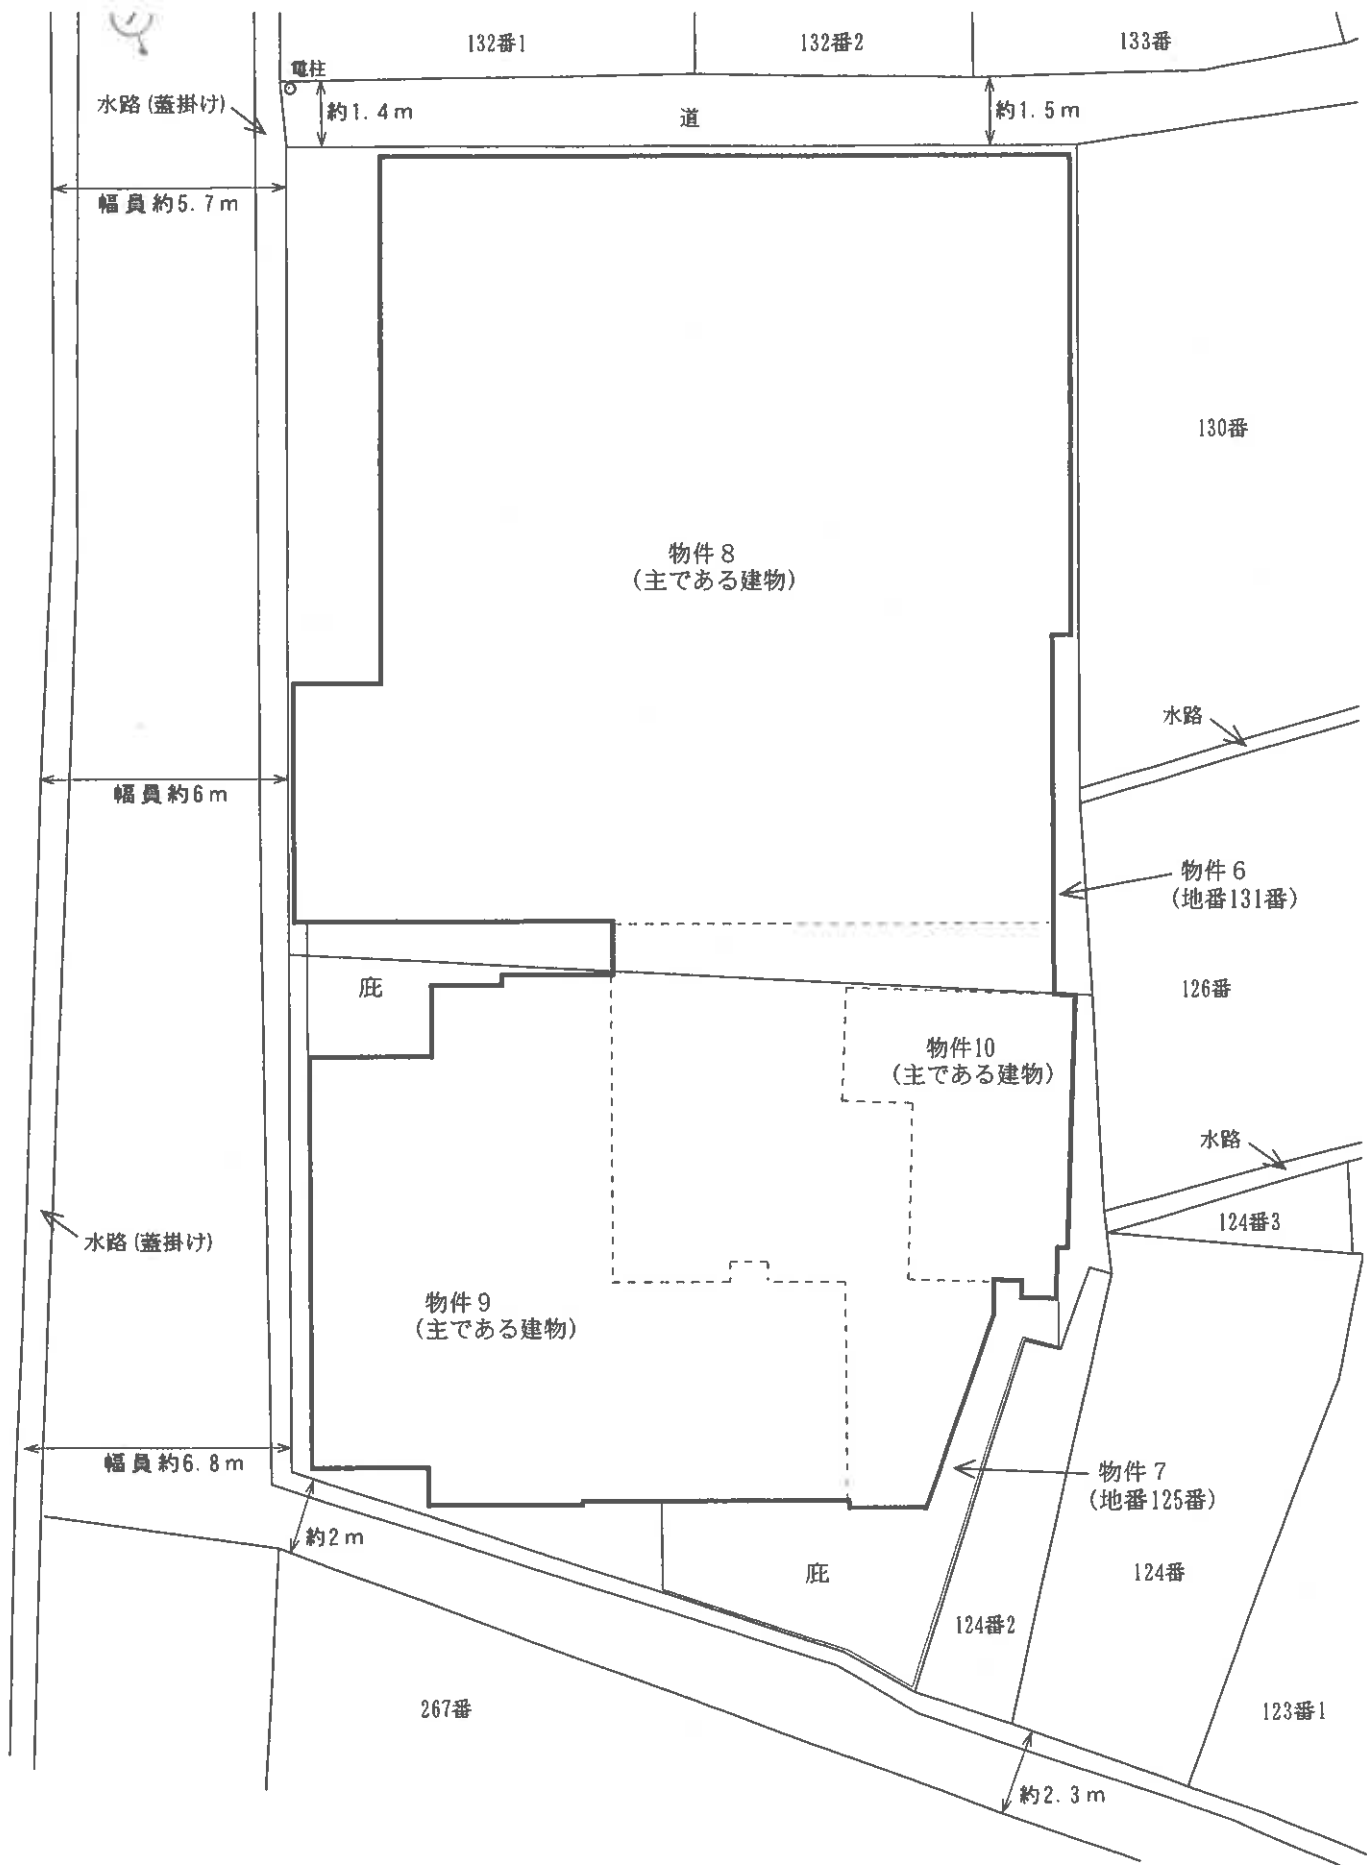 132番1
132番2
133番
電柱
水路(蓋掛け)
約1.4m
道
約1.5m
幅員約5.7m
130番
物件8
(主である建物)
水路
幅員約6m
物件6
(地番131番)
庇
126番
物件10
(主である建物)
水路
124番3
水路(蓋掛け)
物件9
(主である建物)
幅員約6.8m
物件7
(地番125番)
約2m
庇
124番
124番2
267番
123番1
約2.3m